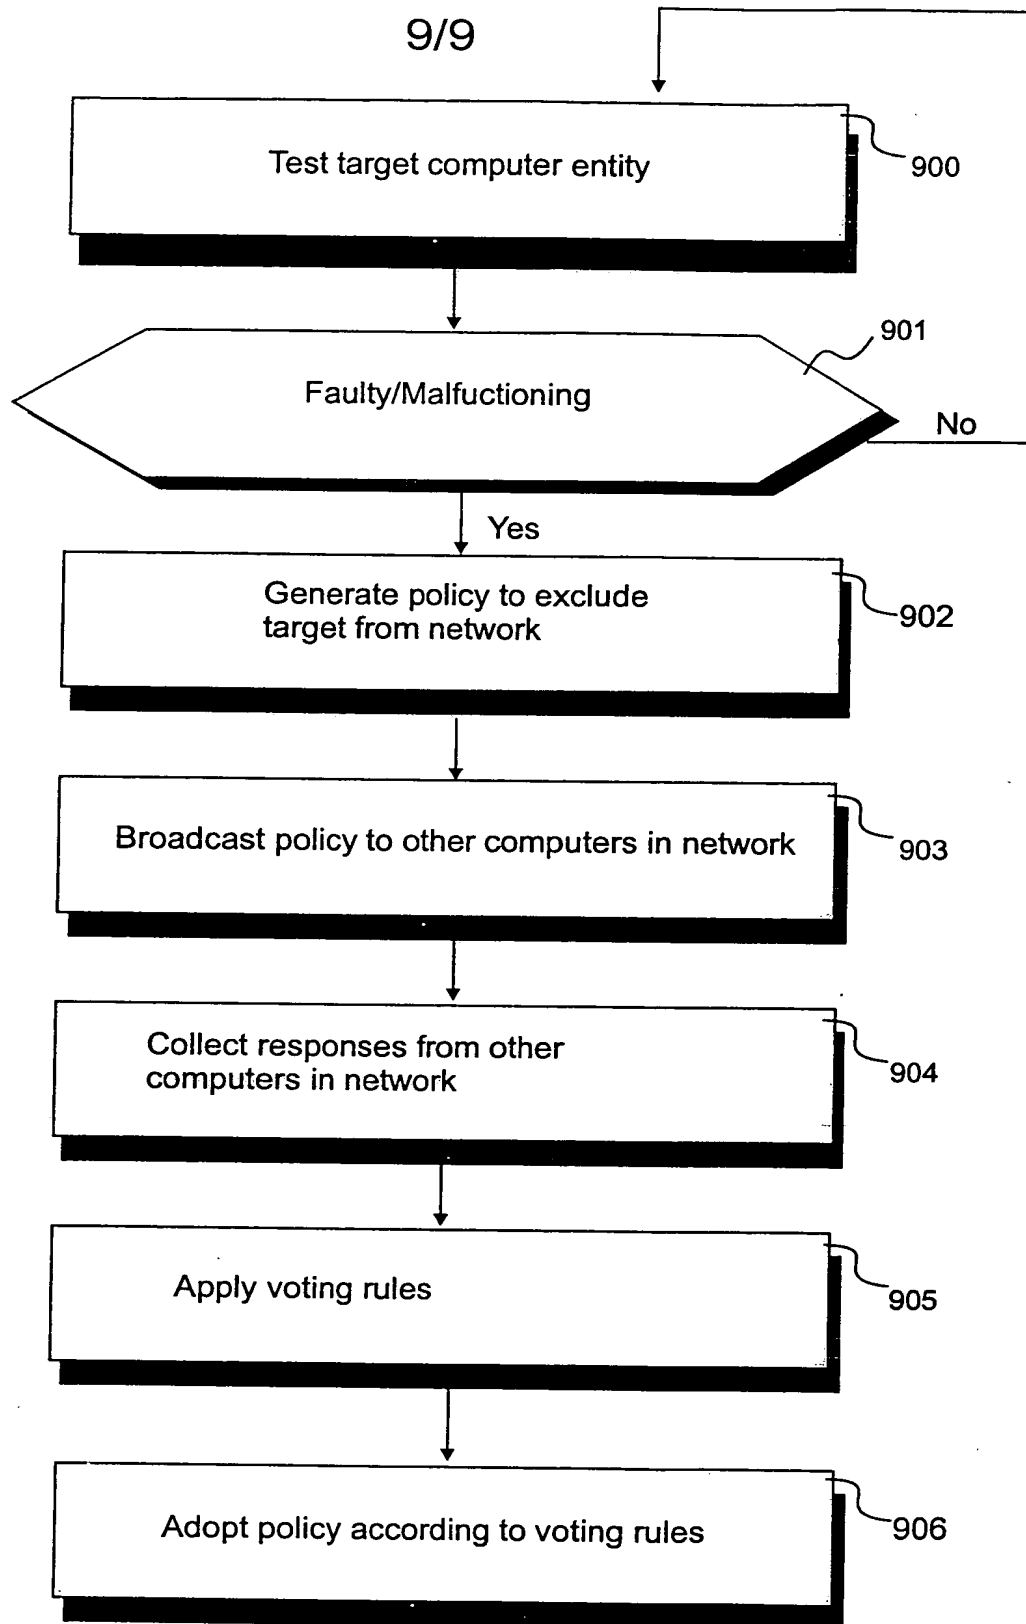 9/9
Test target computer entity
900
901
Faulty/Malfuctioning
No
Yes
Generate policy to exclude
target from network
902
Broadcast policy to other computers in network
903
Collect responses from other
computers in network
904
Apply voting rules
905
Adopt policy according to voting rules
906